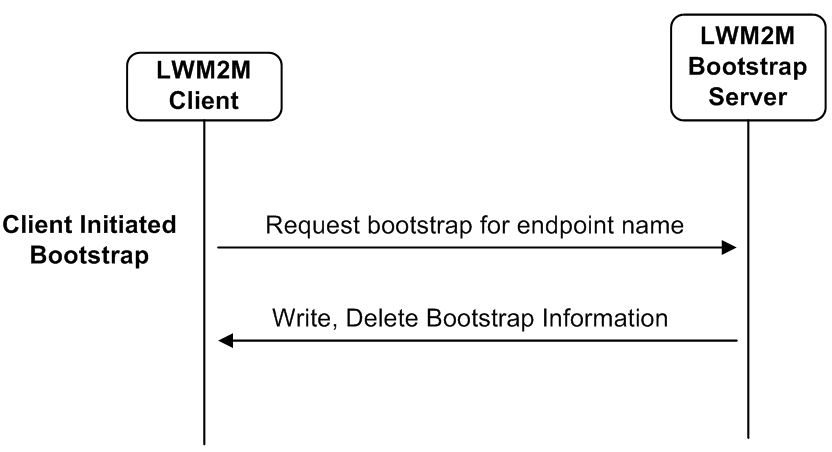 LWM2M
Client
LWM2M
Bootstrap
Server
Client Initiated
Bootstrap
Request bootstrap for endpoint name
Write, Delete Bootstrap Information